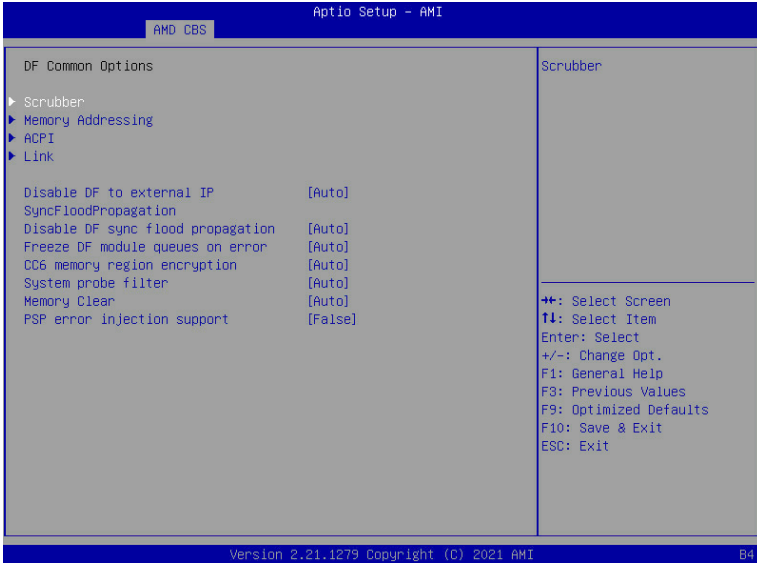 Aptio Setup – AMI
AMD CBS
DF Common Options
Scrubber
Memory Addressing
ACPI
Link
Disable DF to external IP [Auto]
SyncFloodPropagation
Disable DF sync flood propagation [Auto]
Freeze DF module queues on error [Auto]
CC6 memory region encryption [Auto]
System probe filter [Auto]
Memory Clear [Auto]
PSP error injection support [False]
Scrubber
→←: Select Screen
↑↓: Select Item
Enter: Select
+/-: Change Opt.
F1: General Help
F3: Previous Values
F9: Optimized Defaults
F10: Save & Exit
ESC: Exit
Version 2.21.1279 Copyright (C) 2021 AMI
B4